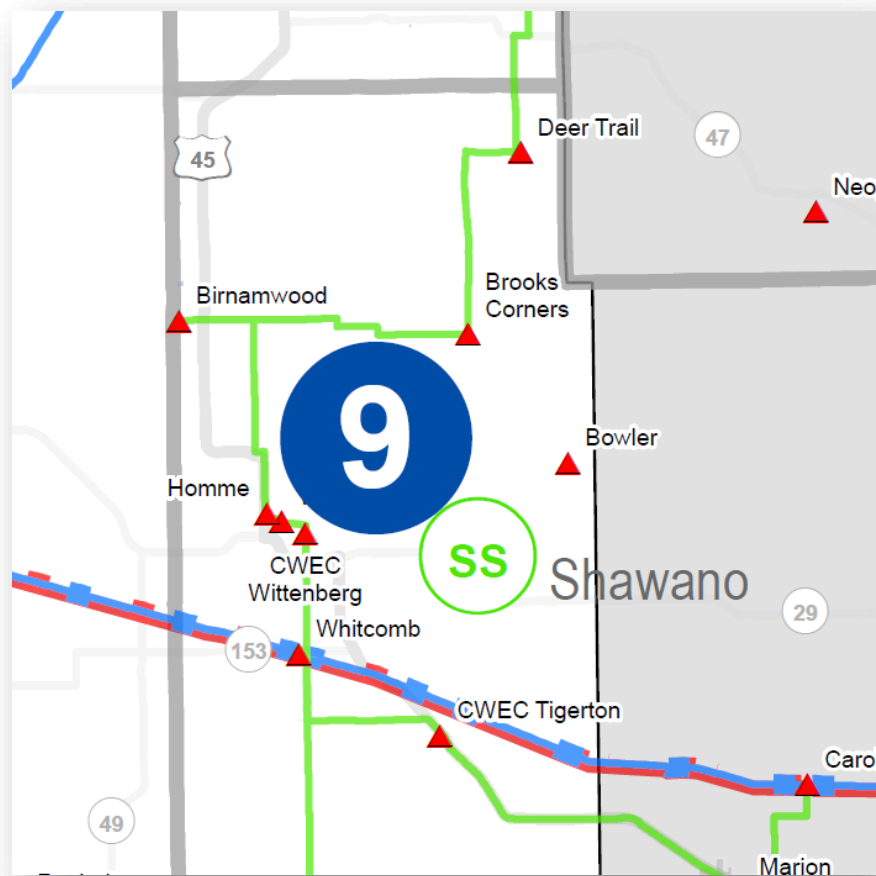 Deer Trail
47
45
Neo
Brooks
Corners
Birnamwood
9
Bowler
Homme
SS
CWEC
Wittenberg
Shawano
29
Whitcomb
153
CWEC Tigerton
Caro
49
Marion